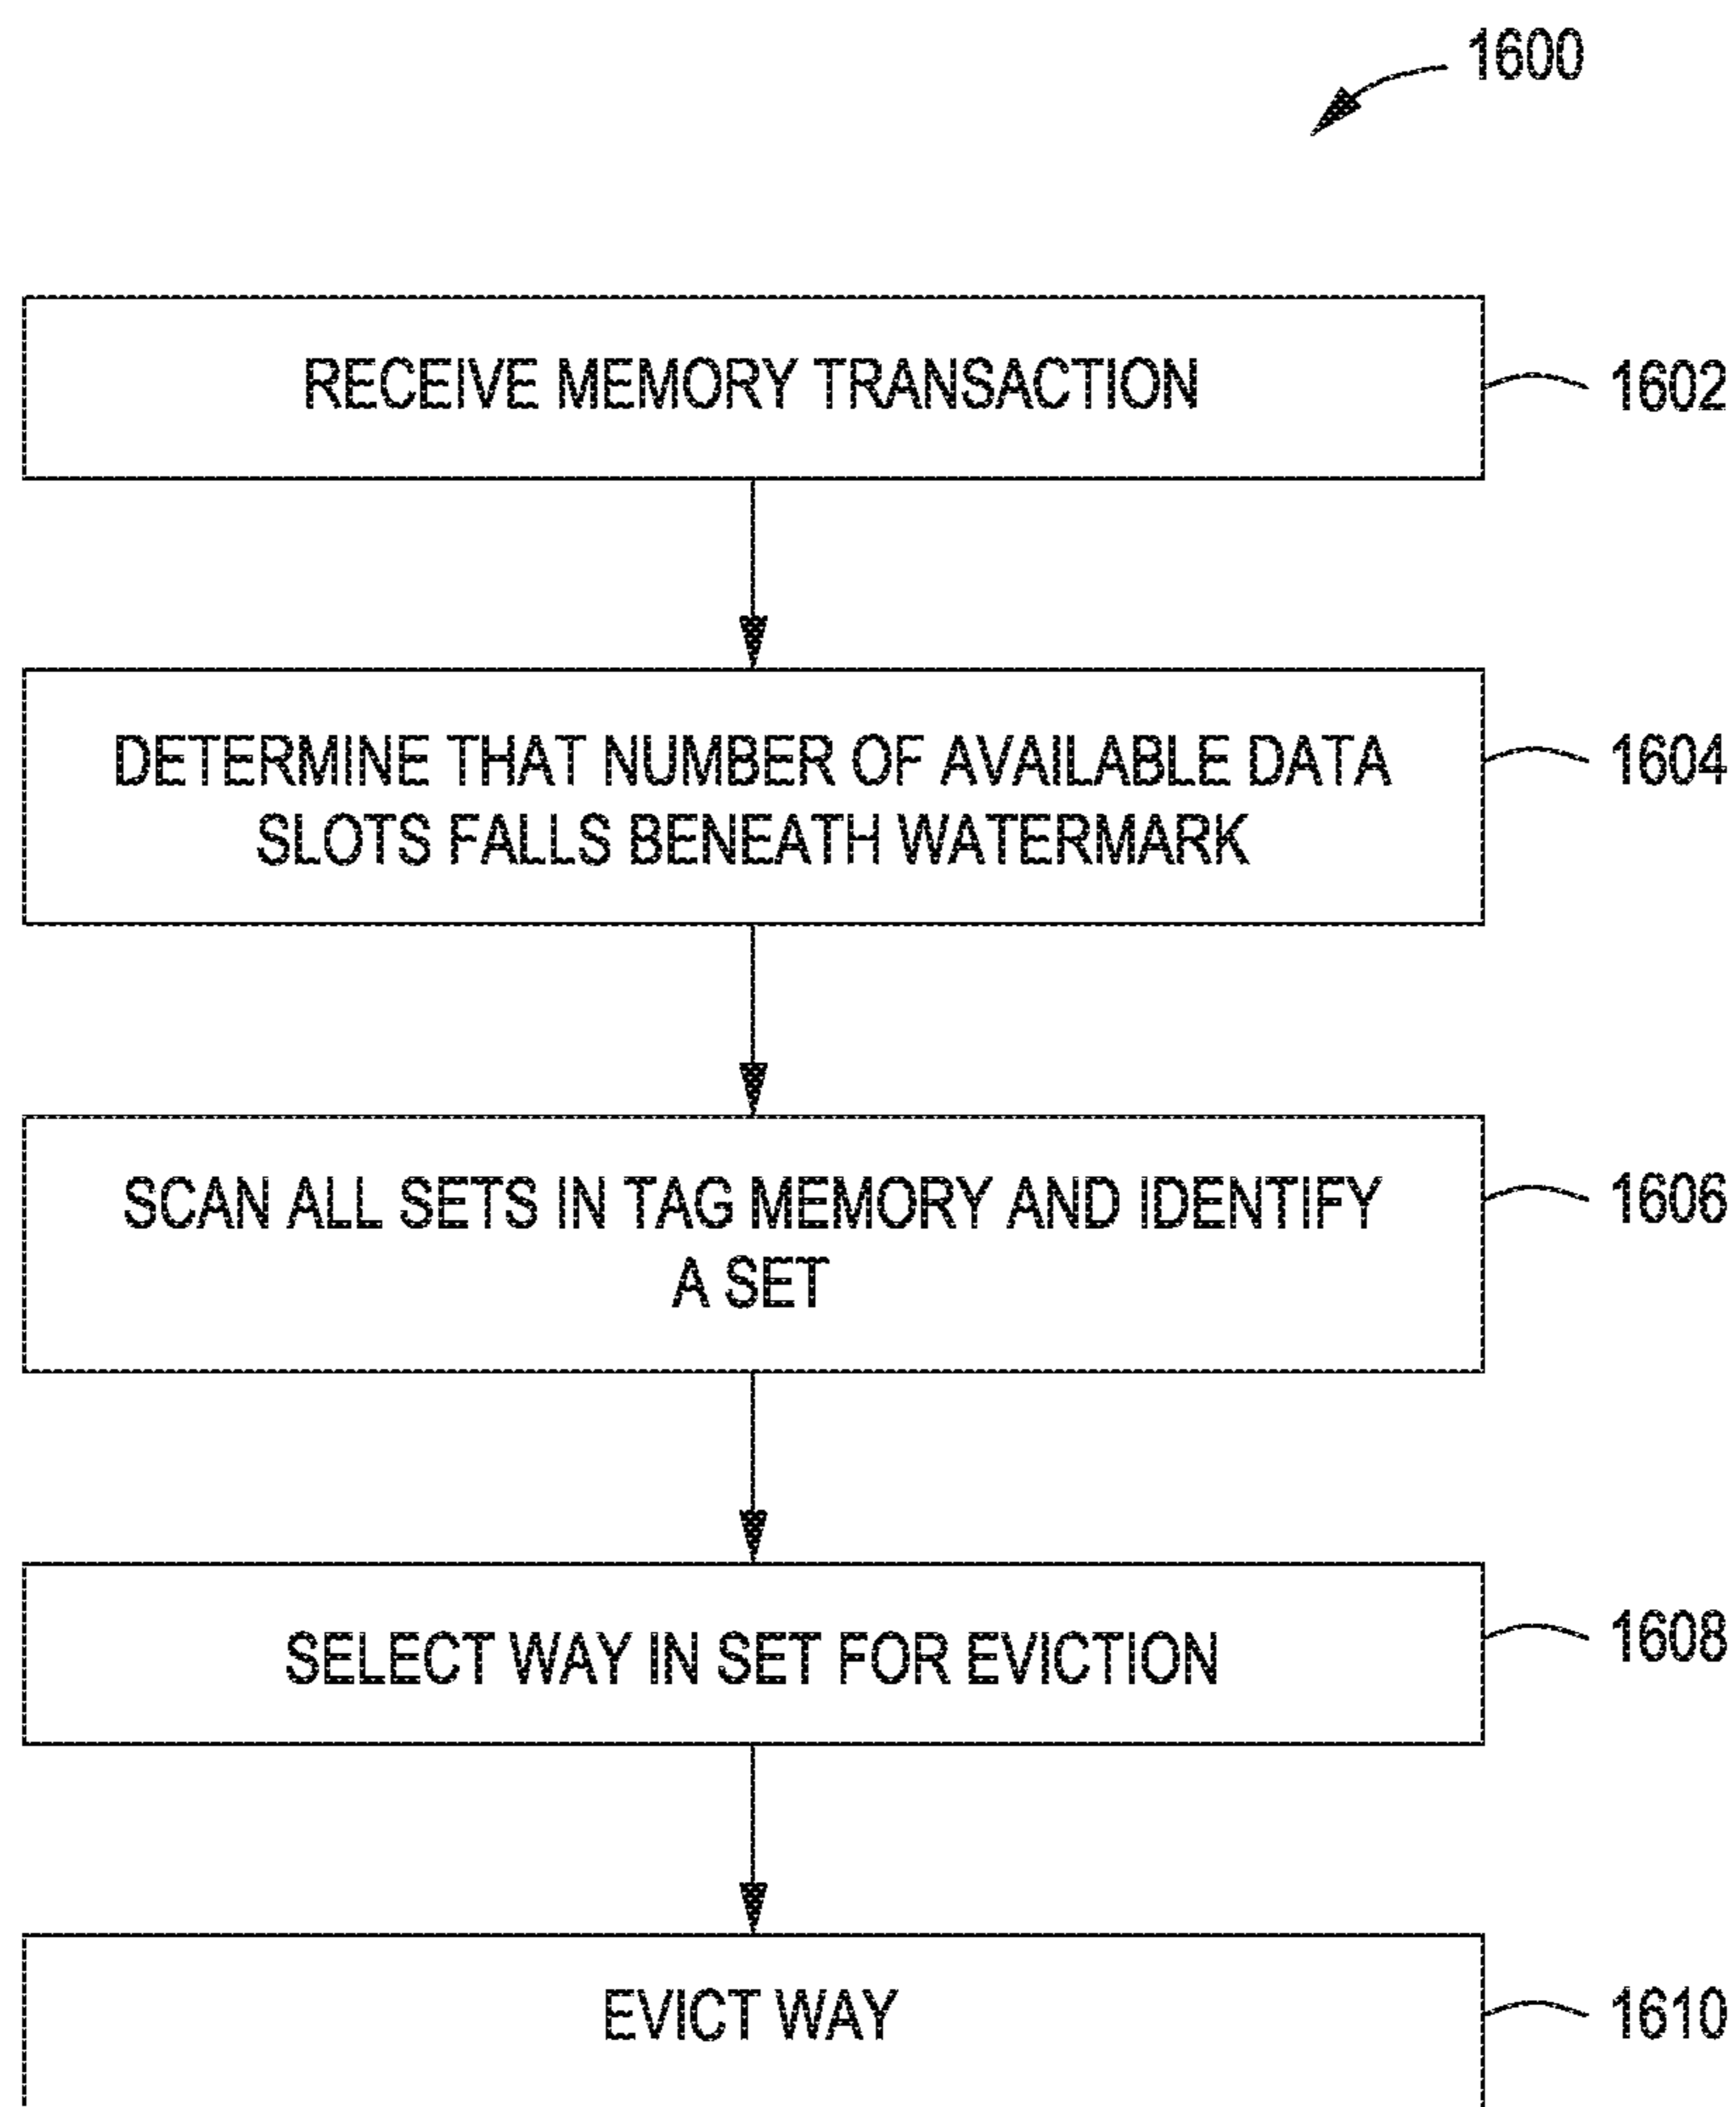 1600
RECEIVE MEMORY TRANSACTION
1602
DETERMINE THAT NUMBER OF AVAILABLE DATA
SLOTS FALLS BENEATH WATERMARK
1604
SCAN ALL SETS IN TAG MEMORY AND IDENTIFY
A SET
1606
SELECT WAY IN SET FOR EVICTION
1608
EVICT WAY
1610